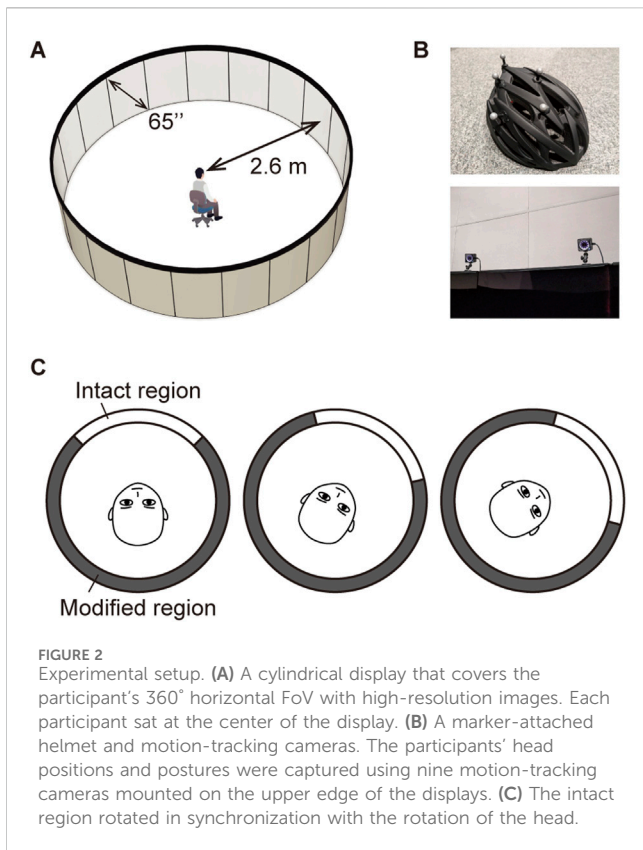 A
B
65’’
2.6 m
C
Intact region
Modified region
FIGURE 2
Experimental setup. (A) A cylindrical display that covers the
participant’s 360˚ horizontal FoV with high-resolution images. Each
participant sat at the center of the display. (B) A marker-attached
helmet and motion-tracking cameras. The participants’ head
positions and postures were captured using nine motion-tracking
cameras mounted on the upper edge of the displays. (C) The intact
region rotated in synchronization with the rotation of the head.